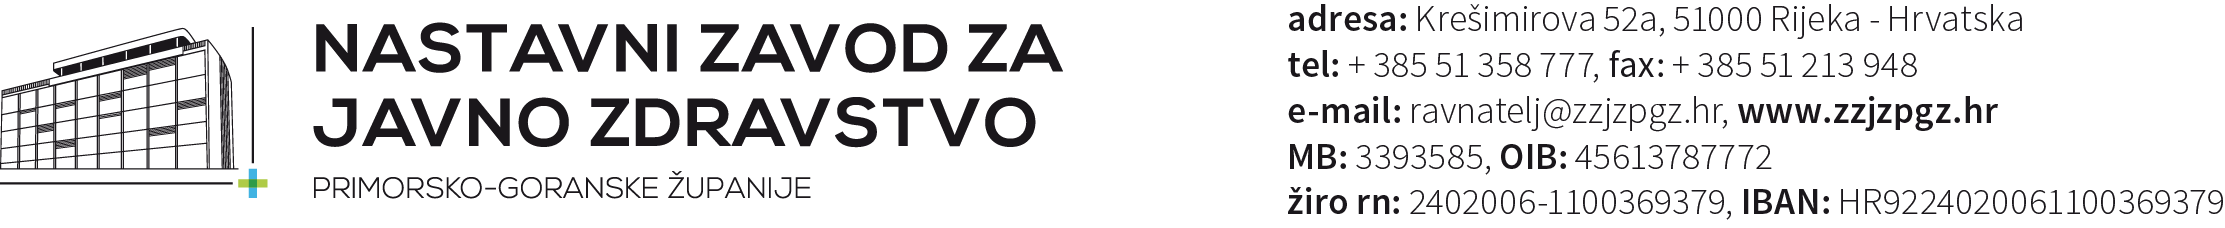 NASTAVNI ZAVOD ZA
JAVNO ZDRAVSTVO
PRIMORSKO-GORANSKE ŽUPANIJE
adresa: Krešimirova 52a, 51000 Rijeka - Hrvatska
tel: + 385 51 358 777, fax: + 385 51 213 948
e-mail: ravnatelj@zzjzpgz.hr, www.zzjzpgz.hr
MB: 3393585, OIB: 45613787772
žiro rn: 2402006-1100369379, IBAN: HR9224020061100369379